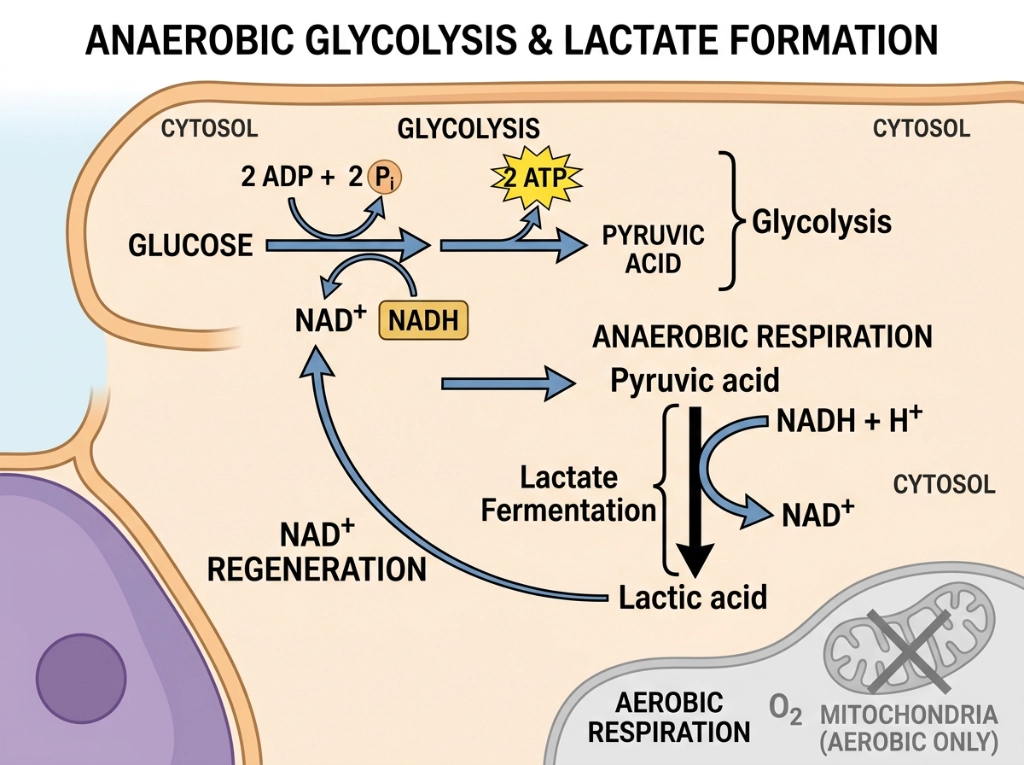 ANAEROBIC GLYCOLYSIS & LACTATE FORMATION
CYTOSOL
GLYCOLYSIS
CYTOSOL
2 ADP + 2 Pi
2 ATP
GLUCOSE
PYRUVIC
ACID
Glycolysis
NAD+
NADH
ANAEROBIC RESPIRATION
Pyruvic acid
NADH + H+
Lactate
Fermentation
CYTOSOL
NAD+
NAD+
REGENERATION
Lactic acid
AEROBIC
RESPIRATION
O2
MITOCHONDRIA
(AEROBIC ONLY)